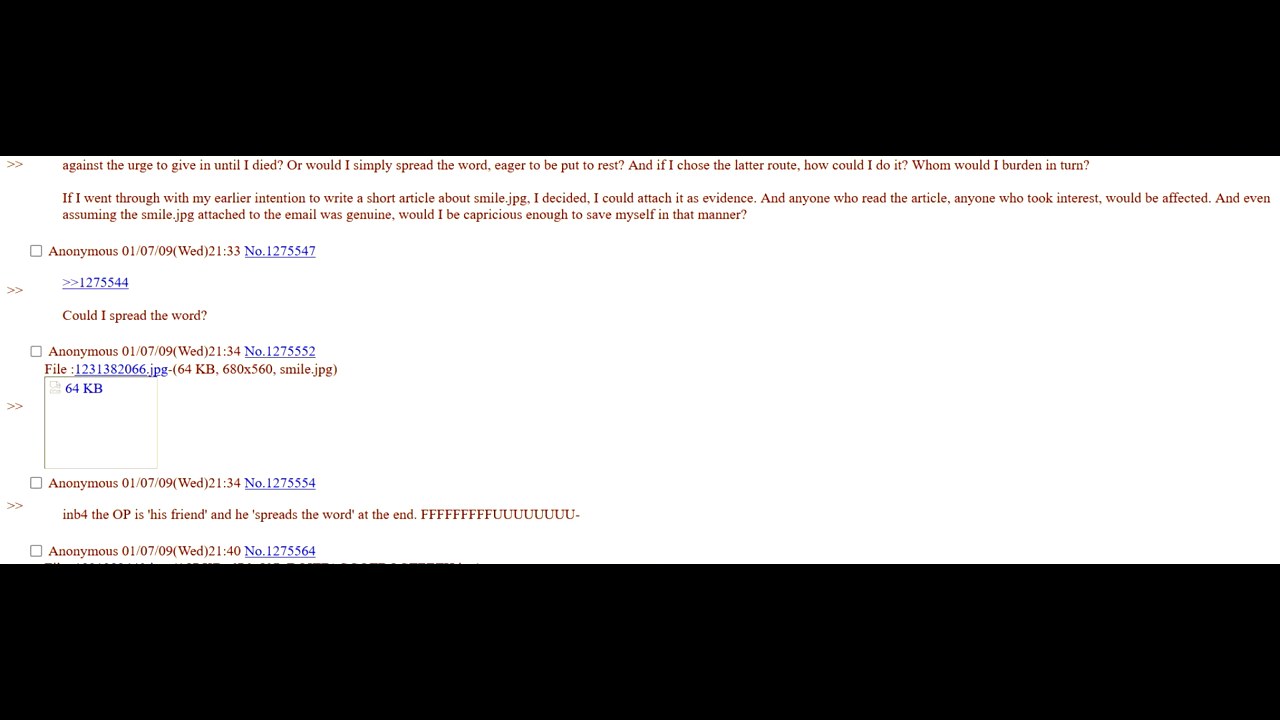 >> against the urge to give in until I died? Or would I simply spread the word, eager to be put to rest? And if I chose the latter route, how could I do it? Whom would I burden in turn?
If I went through with my earlier intention to write a short article about smile.jpg, I decided, I could attach it as evidence. And anyone who read the article, anyone who took interest, would be affected. And even
assuming the smile.jpg attached to the email was genuine, would I be capricious enough to save myself in that manner?
Anonymous 01/07/09(Wed)21:33 No.1275547
>>1275544
>>
Could I spread the word?
Anonymous 01/07/09(Wed)21:34 No.1275552
File :1231382066.jpg-(64 KB, 680x560, smile.jpg)
64 KB
>>
Anonymous 01/07/09(Wed)21:34 No.1275554
>>
inb4 the OP is 'his friend' and he 'spreads the word' at the end. FFFFFFFFFUUUUUUUU-
Anonymous 01/07/09(Wed)21:40 No.1275564